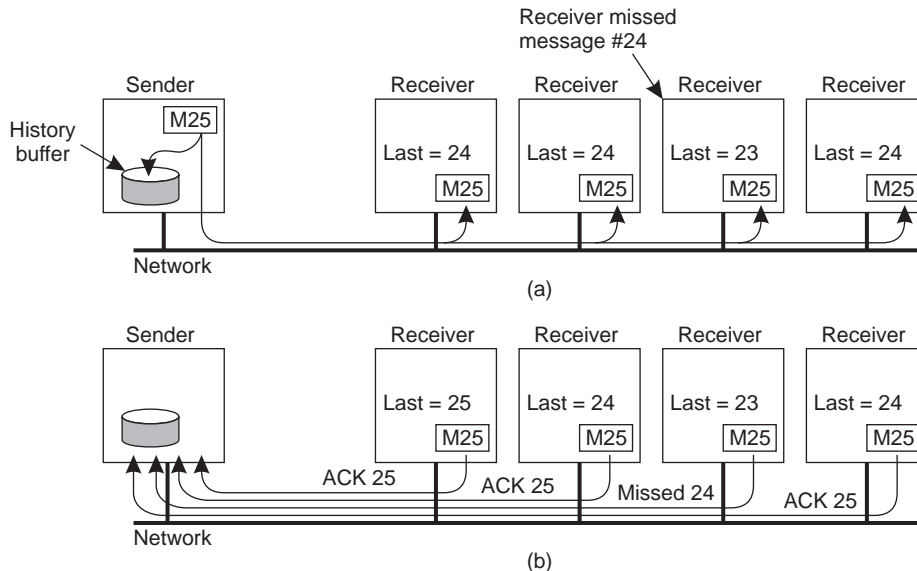 Receiver missed
message #24
Sender
Receiver
Receiver
Receiver
Receiver
M25
History
buffer
Last = 24
Last = 24
Last = 23
Last = 24
M25
M25
M25
M25
Network
(a)
Sender
Receiver
Receiver
Receiver
Receiver
Last = 25
Last = 24
Last = 23
Last = 24
M25
M25
M25
M25
ACK 25
ACK 25
Missed 24
ACK 25
Network
(b)